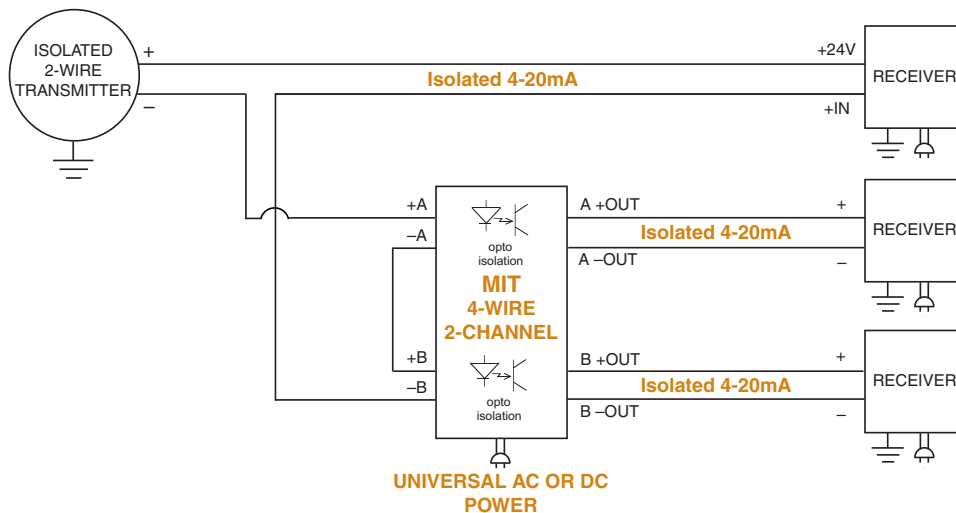 ISOLATED
2-WIRE
TRANSMITTER
+
–
Isolated 4-20mA
+24V
+IN
RECEIVER
+A
–A
+B
–B
opto
isolation
MIT
4-WIRE
2-CHANNEL
opto
isolation
UNIVERSAL AC OR DC
POWER
A +OUT
Isolated 4-20mA
A –OUT
+
–
RECEIVER
B +OUT
Isolated 4-20mA
B –OUT
+
–
RECEIVER